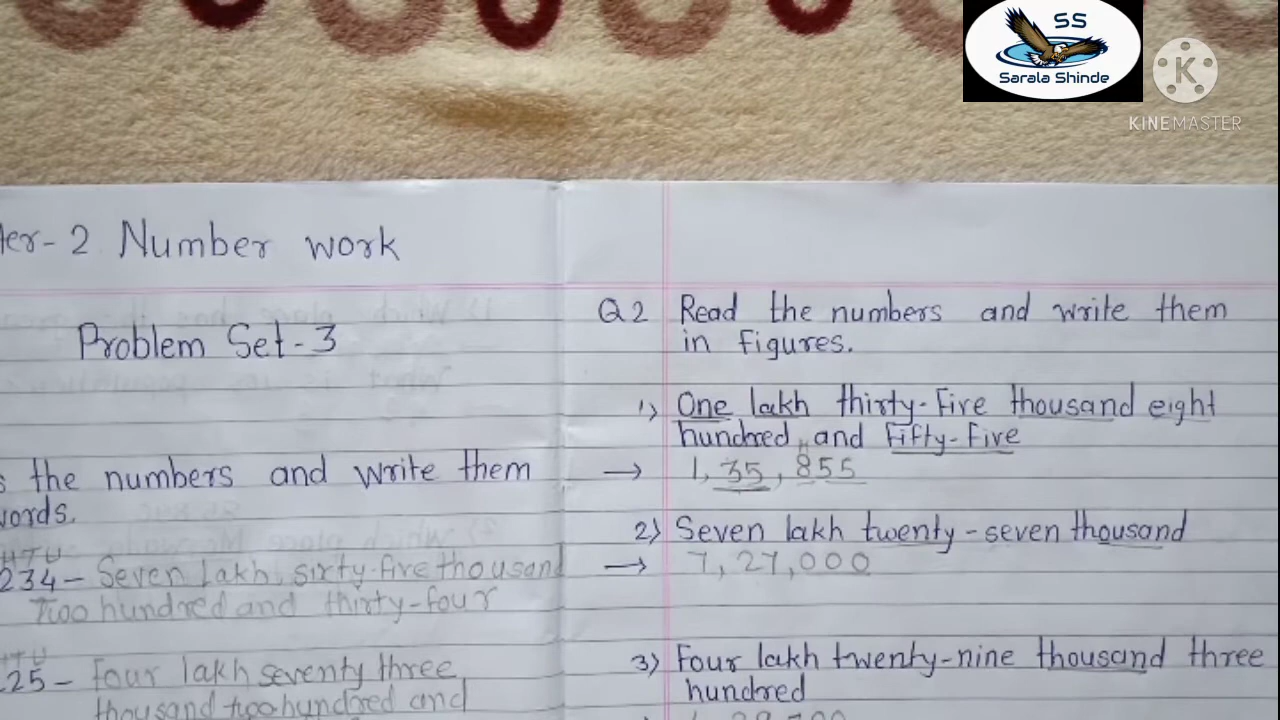 SS
Sarala Shinde
K
KINEMASTER
ter-2 Number work
Problem Set-3
s the numbers and write them
words.
HTU
234- Seven Lakh, sixty-five thousand
Two hundred and thirty-four
HTU
225- Four lakh seventy three
thousand two hundred and
Q2 Read the numbers and write them
in figures.
1) One lakh thirty-five thousand eight
hundred, and fifty-five
→ 1,35,855
2) Seven lakh twenty-seven thousand
→ 7,27,000
3) Four lakh twenty-nine thousand three
hundred